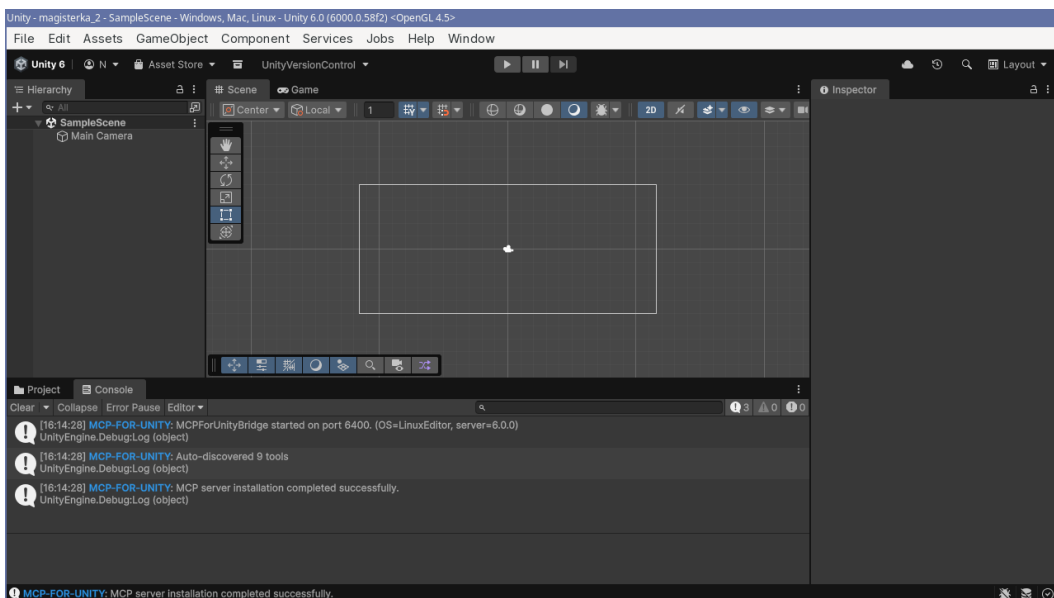 Unity - magisterka_2 - SampleScene - Windows, Mac, Linux - Unity 6.0 (6000.0.58f2) <OpenGL 4.5>
File Edit Assets GameObject Component Services Jobs Help Window
Unity 6 N Asset Store UnityVersionControl Layout
Hierarchy # Scene Game Inspector
All Center Local 1 2D
SampleScene
Main Camera
Project Console
Clear Collapse Error Pause Editor 3 0 0
[16:14:28] MCP-FOR-UNITY: MCPForUnityBridge started on port 6400. (OS=LinuxEditor, server=6.0.0)
UnityEngine.Debug:Log (object)
[16:14:28] MCP-FOR-UNITY: Auto-discovered 9 tools
UnityEngine.Debug:Log (object)
[16:14:28] MCP-FOR-UNITY: MCP server installation completed successfully.
UnityEngine.Debug:Log (object)
MCP-FOR-UNITY: MCP server installation completed successfully.